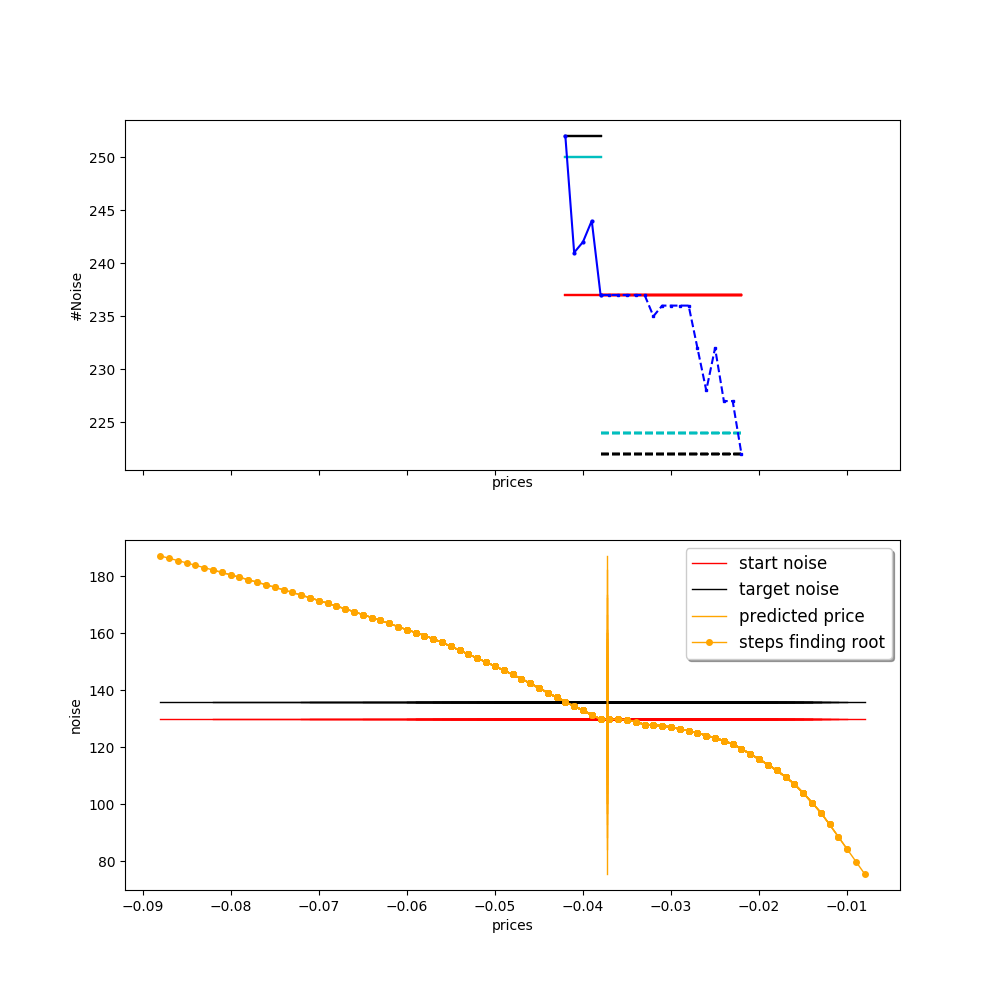 250
245
240
235
230
225
#Noise
prices
start noise
target noise
predicted price
steps finding root
180
160
140
120
100
80
noise
−0.09 −0.08 −0.07 −0.06 −0.05 −0.04 −0.03 −0.02 −0.01
prices